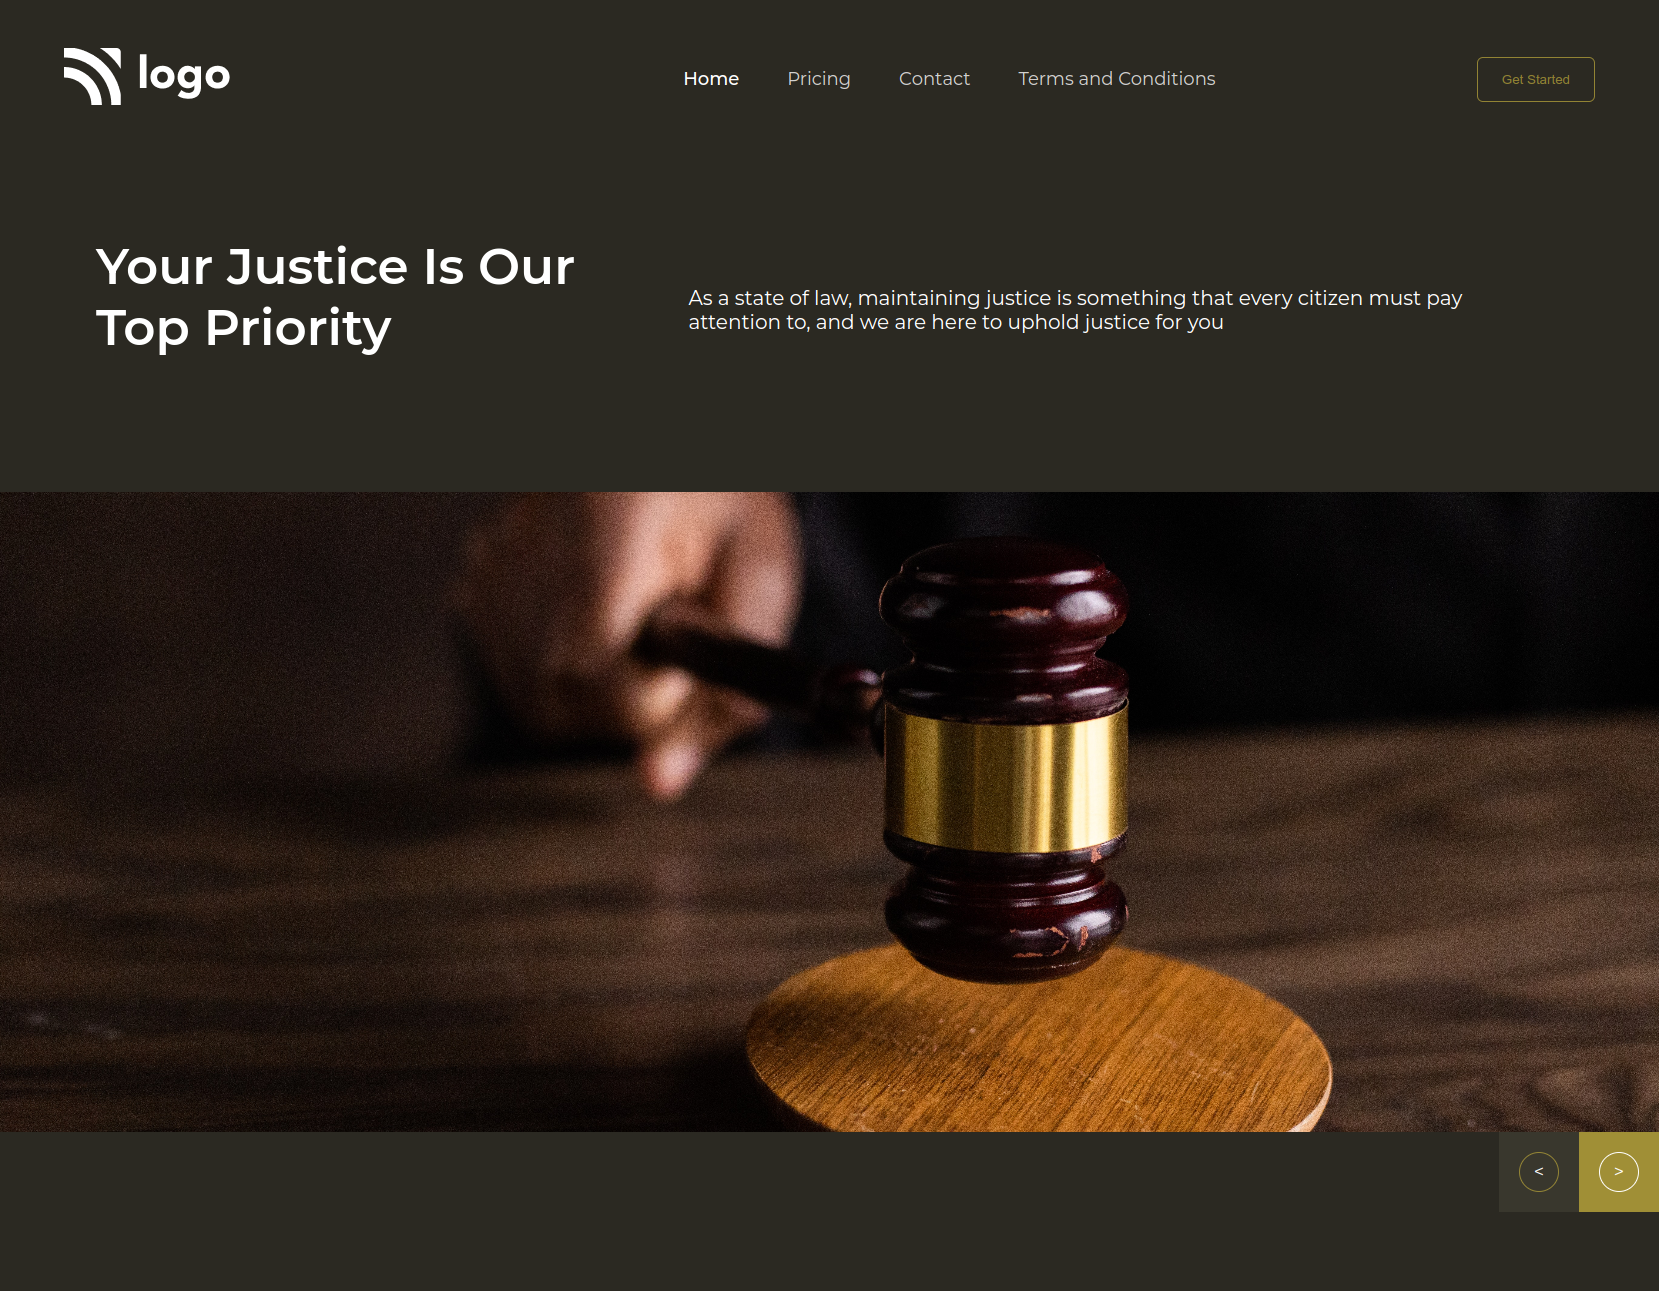 logo
Home
Pricing
Contact
Terms and Conditions
Get Started
Your Justice Is Our
Top Priority
As a state of law, maintaining justice is something that every citizen must pay
attention to, and we are here to uphold justice for you
<
>